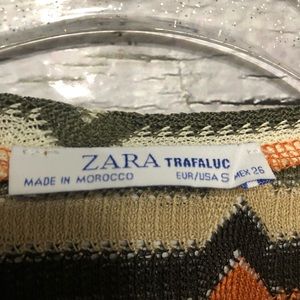 ZARA TRAFALUC
MADE IN MOROCCO EUR/USA S MEX 26